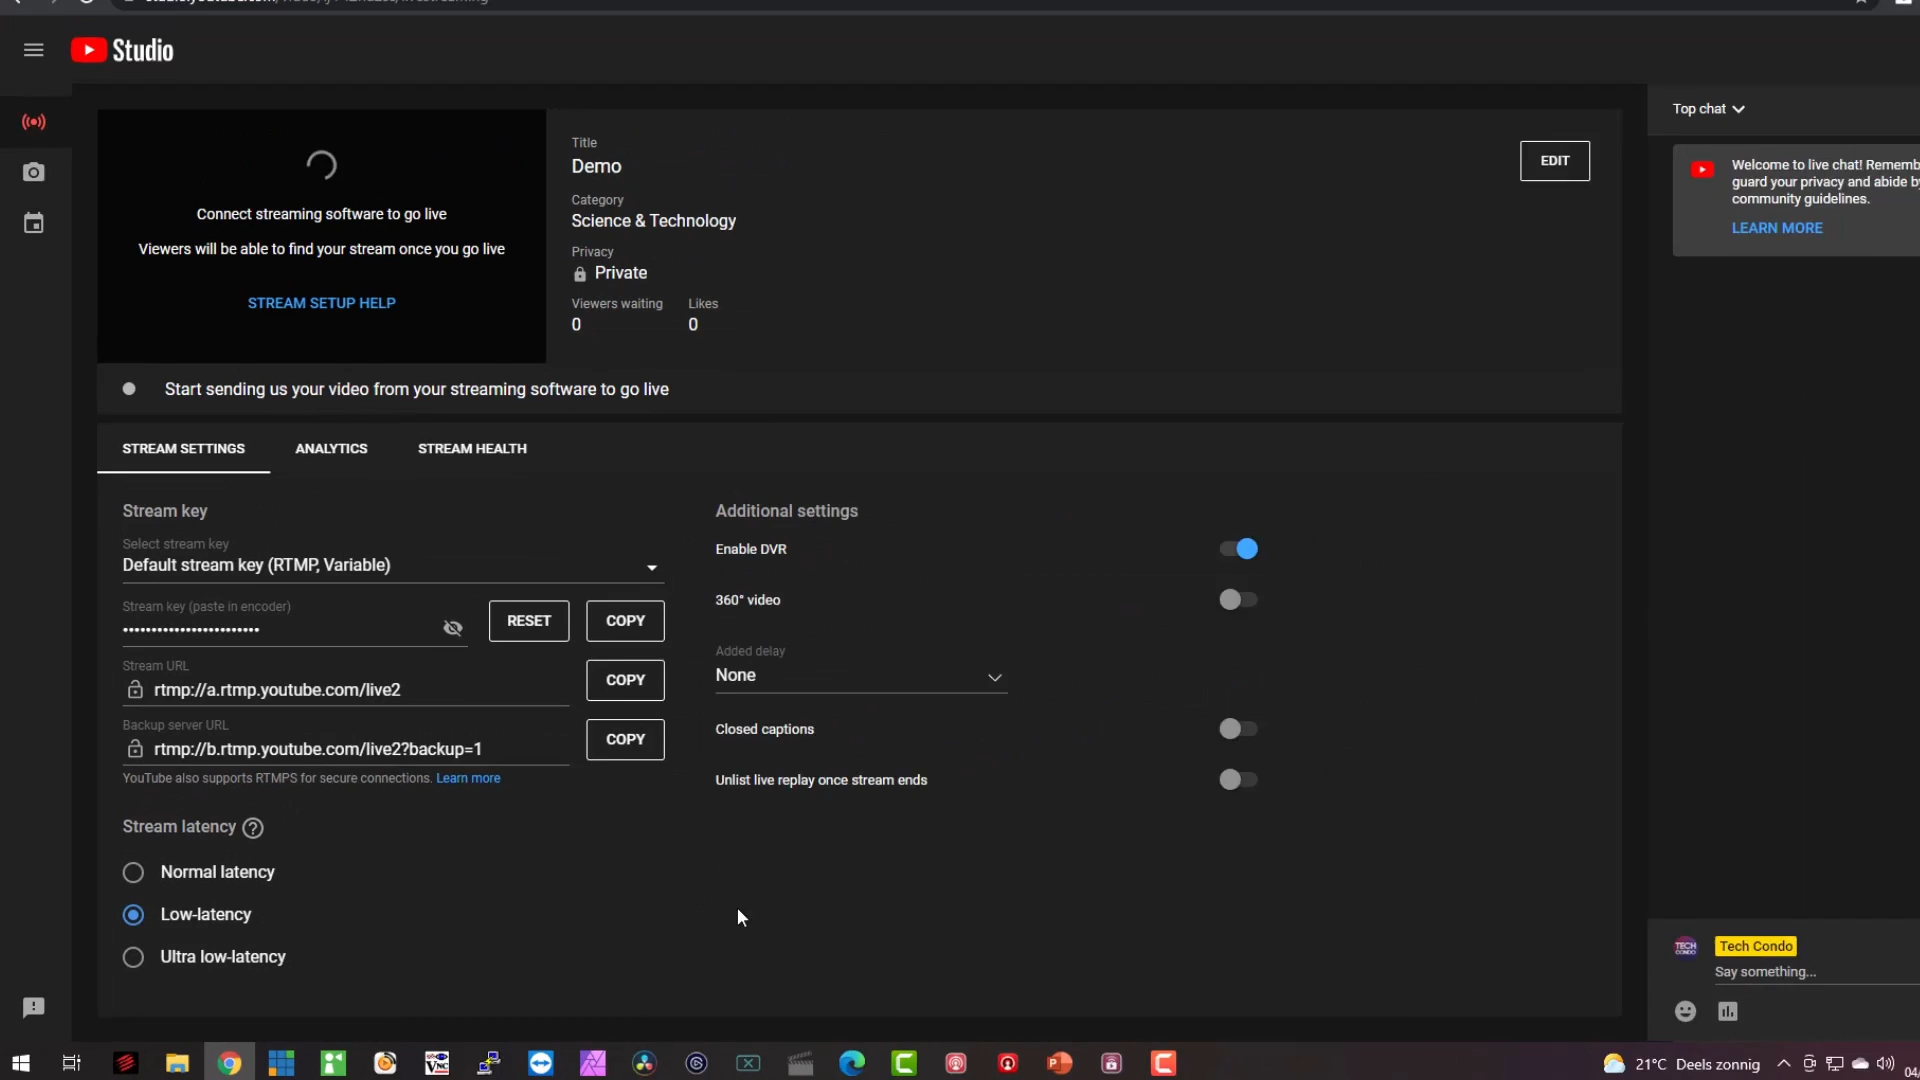 Studio
Top chat
Connect streaming software to go live
Viewers will be able to find your stream once you go live
STREAM SETUP HELP
Title
Demo
Category
Science & Technology
Privacy
Private
Viewers waiting Likes
0 0
EDIT
Welcome to live chat! Rememb
guard your privacy and abide by
community guidelines.
LEARN MORE
Start sending us your video from your streaming software to go live
STREAM SETTINGS ANALYTICS STREAM HEALTH
Stream key
Select stream key
Default stream key (RTMP, Variable)
Stream key (paste in encoder)
•••••••••••••••••••••••• RESET COPY
Stream URL
rtmp://a.rtmp.youtube.com/live2 COPY
Backup server URL
rtmp://b.rtmp.youtube.com/live2?backup=1 COPY
YouTube also supports RTMPS for secure connections. Learn more
Stream latency
Normal latency
Low-latency
Ultra low-latency
Additional settings
Enable DVR
360° video
Added delay
None
Closed captions
Unlist live replay once stream ends
TECH
CONDO
Tech Condo
Say something...
VNC
21°C Deels zonnig
04/